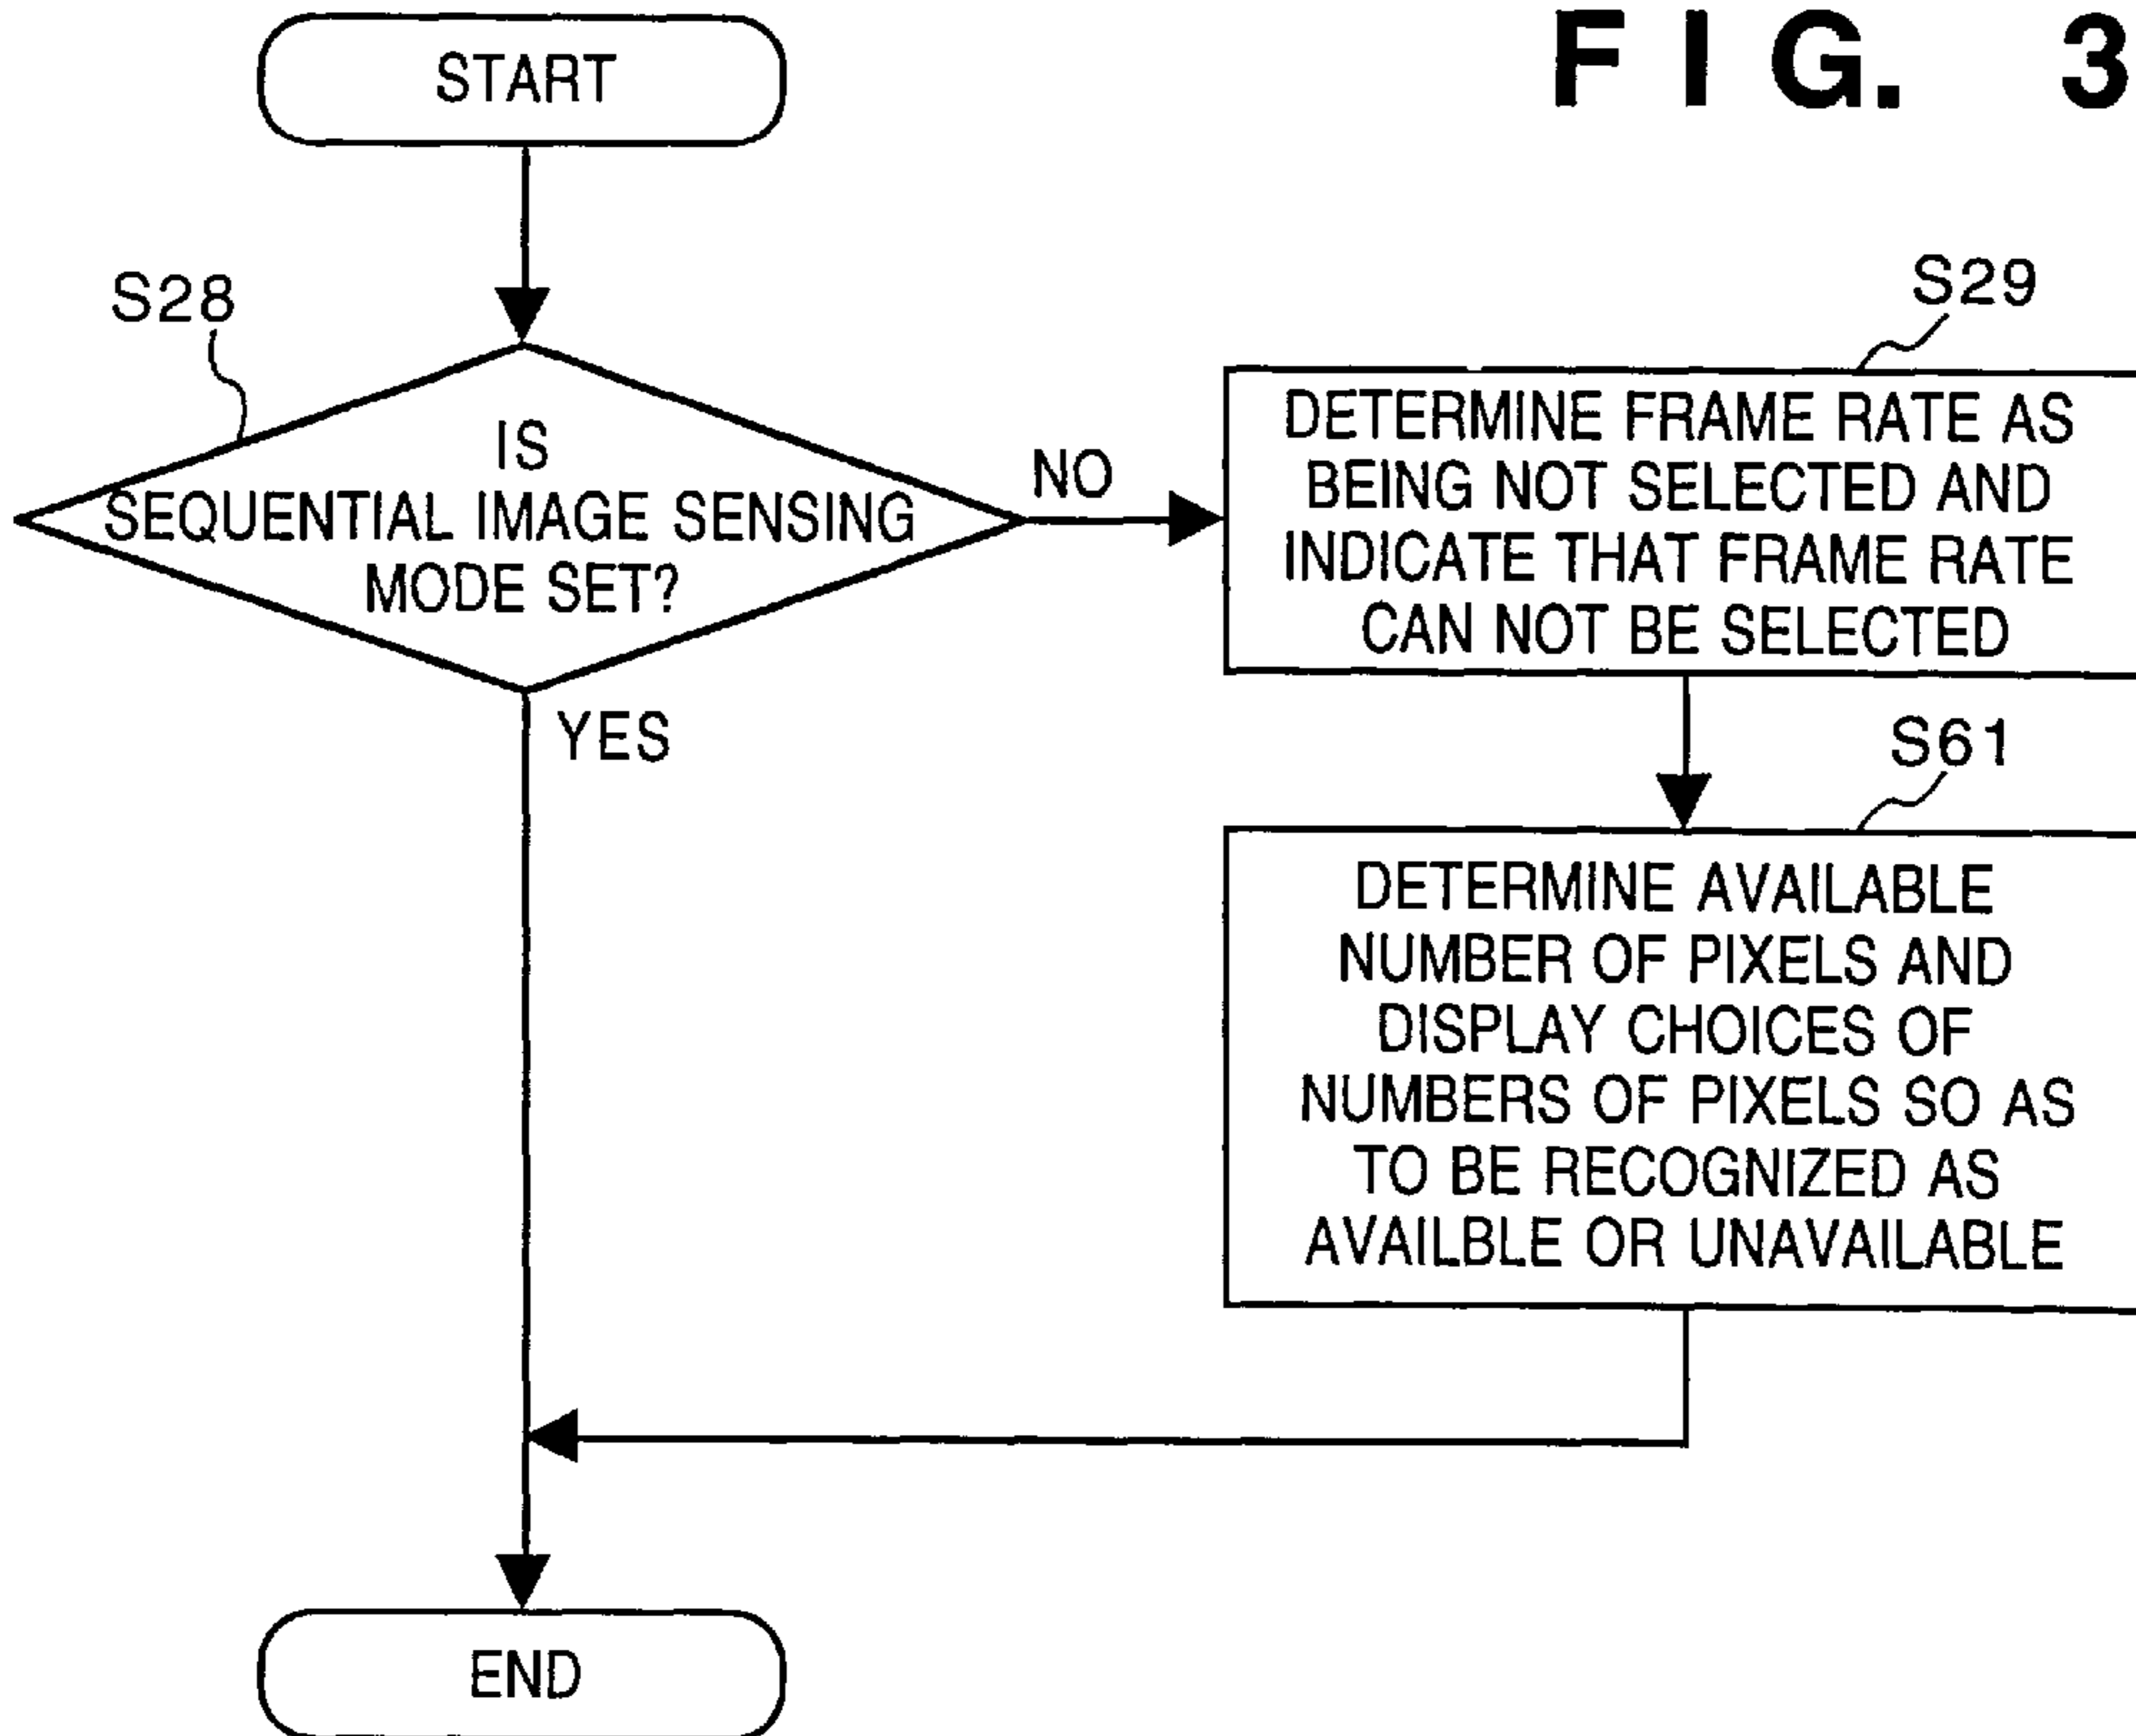 FIG. 3
START
S28
IS
SEQUENTIAL IMAGE SENSING
MODE SET?
NO
YES
S29
DETERMINE FRAME RATE AS
BEING NOT SELECTED AND
INDICATE THAT FRAME RATE
CAN NOT BE SELECTED
S61
DETERMINE AVAILABLE
NUMBER OF PIXELS AND
DISPLAY CHOICES OF
NUMBERS OF PIXELS SO AS
TO BE RECOGNIZED AS
AVAILBLE OR UNAVAILABLE
END